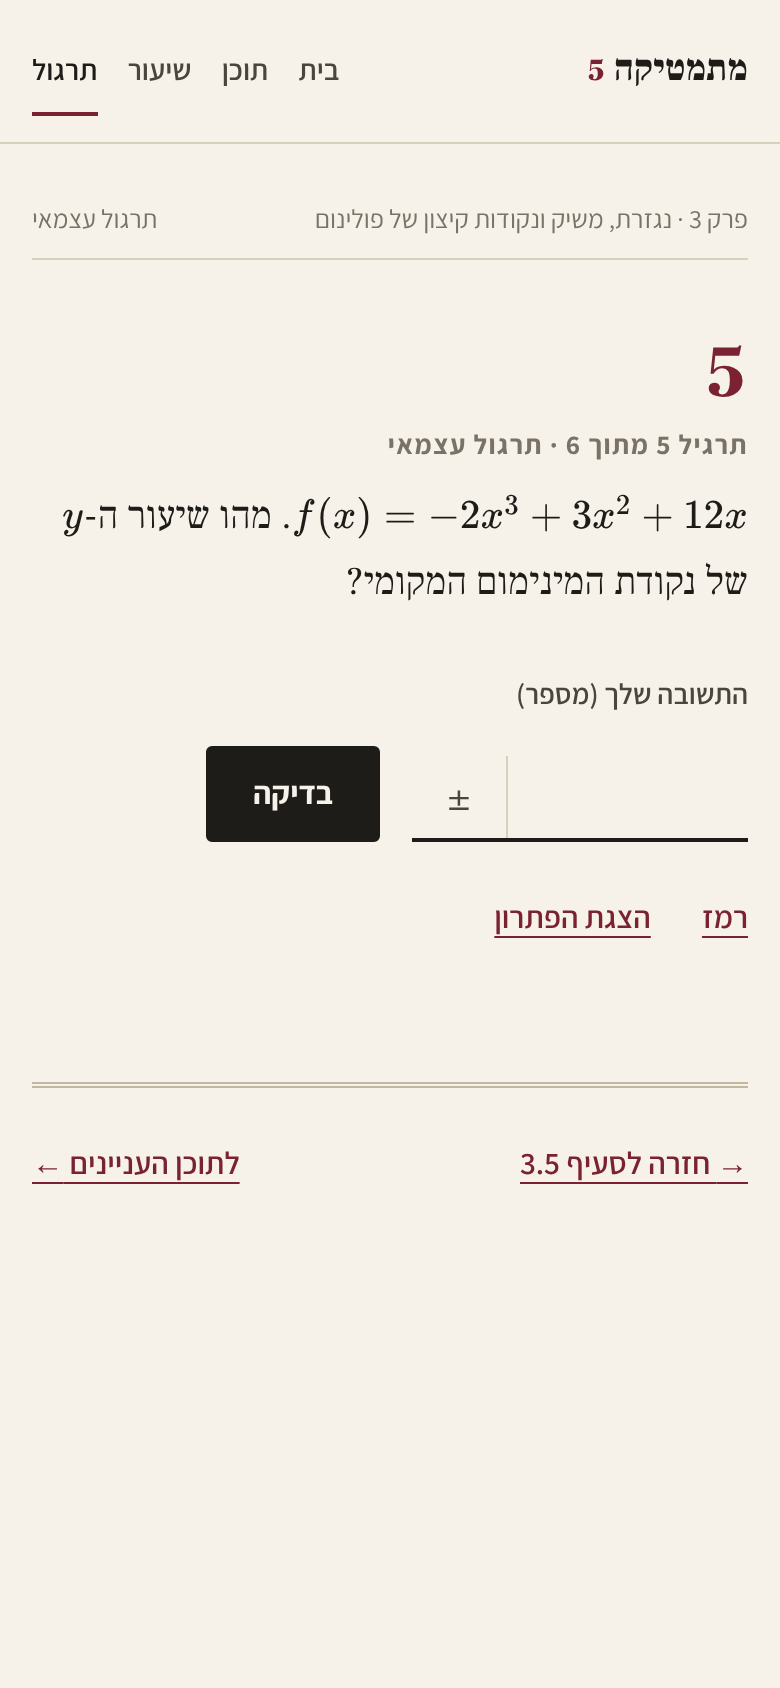 מתמטיקה 5
בית תוכן שיעור תרגול
פרק 3 · נגזרת, משיק ונקודות קיצון של פולינום תרגול עצמאי
5
תרגיל 5 מתוך 6 · תרגול עצמאי
f(x) = −2x³ + 3x² + 12x. מהו שיעור ה-y
של נקודת המינימום המקומי?
התשובה שלך (מספר)
± בדיקה
רמז הצגת הפתרון
→ חזרה לסעיף 3.5 לתוכן העניינים ←